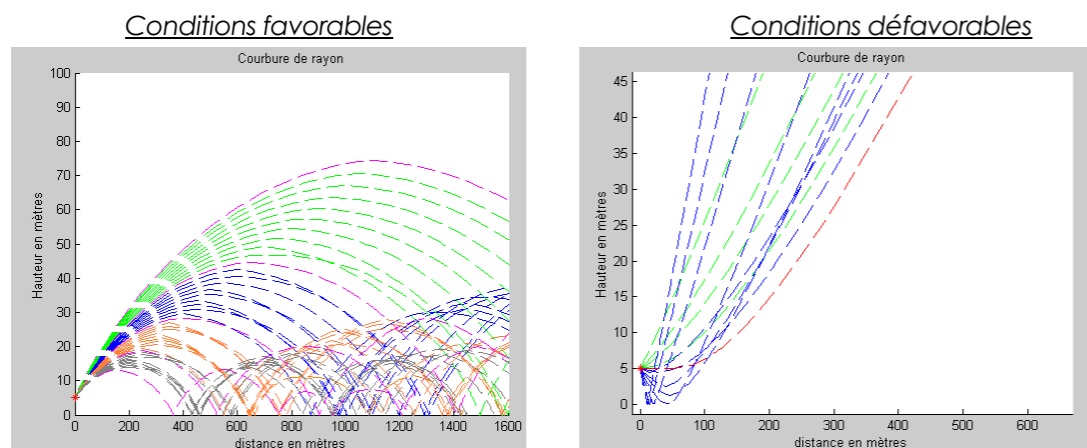 Conditions favorables
Courbure de rayon
100
90
80
70
60
50
40
30
20
10
0
Hauteur en mètres
0 200 400 600 800 1000 1200 1400 1600
distance en mètres
Conditions défavorables
Courbure de rayon
45
40
35
30
25
20
15
10
5
0
Hauteur en mètres
0 100 200 300 400 500 600
distance en mètres